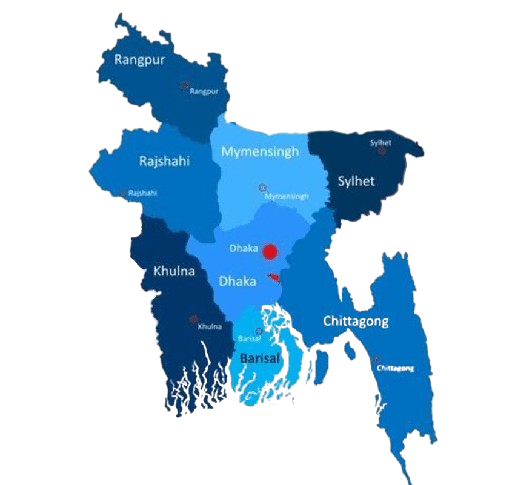 Rangpur
Rangpur
Mymensingh
Sylhet
Rajshahi
Sylhet
Rajshahi
Mymensingh
Dhaka
Khulna
Dhaka
Chittagong
Khulna
Barisal
Barisal
Chittagong